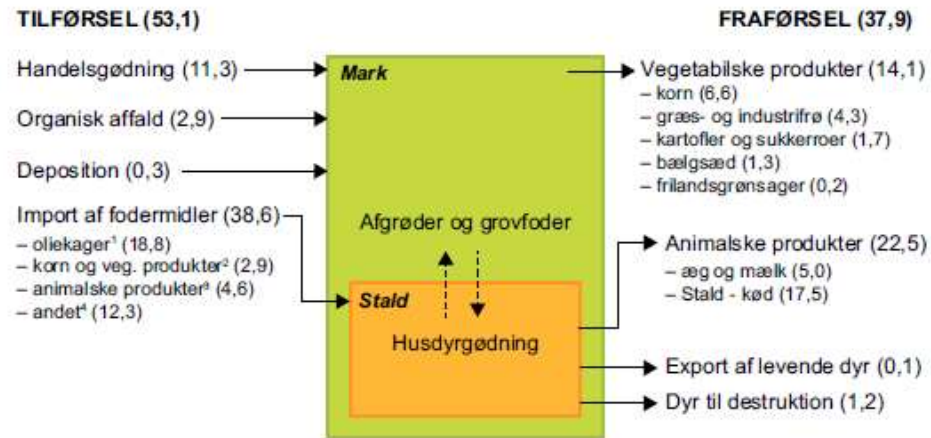 TILFØRSEL (53,1)
Handelsgødning (11,3)
Organisk affald (2,9)
Deposition (0,3)
Import af fodermidler (38,6)
– oliekager¹ (18,8)
– korn og veg. produkter² (2,9)
– animalske produkter³ (4,6)
– andet⁴ (12,3)
Mark
Afgrøder og grovfoder
Stald
Husdyrgødning
FRAFØRSEL (37,9)
Vegetabilske produkter (14,1)
– korn (6,6)
– græs- og industrifrø (4,3)
– kartofler og sukkerroer (1,7)
– bælgsæd (1,3)
– frilandsgrønsager (0,2)
Animalske produkter (22,5)
– æg og mælk (5,0)
– Stald - kød (17,5)
Export af levende dyr (0,1)
Dyr til destruktion (1,2)